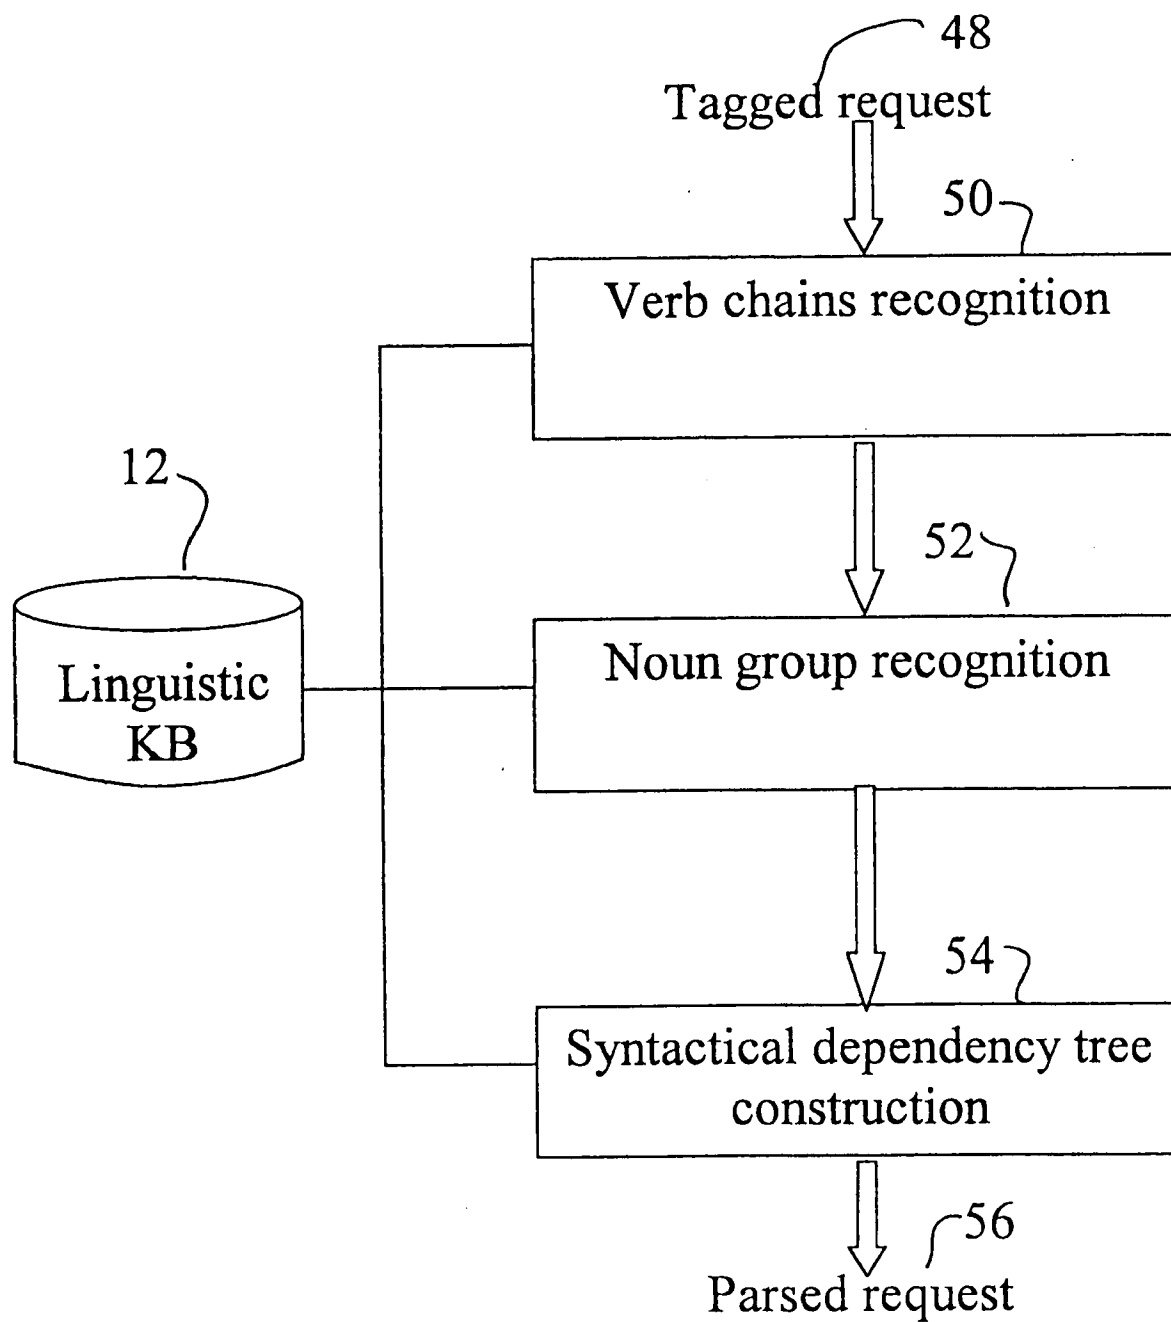 48
Tagged request
50
Verb chains recognition
12
52
Linguistic
KB
Noun group recognition
54
Syntactical dependency tree
construction
56
Parsed request